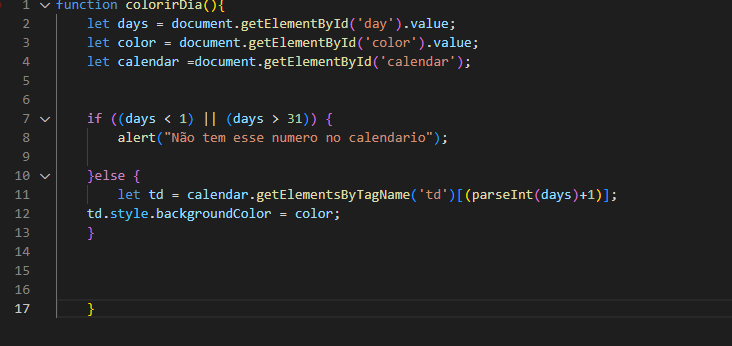 1 function colorirDia(){
2 let days = document.getElementById('day').value;
3 let color = document.getElementById('color').value;
4 let calendar =document.getElementById('calendar');
5
6
7 if ((days < 1) || (days > 31)) {
8 alert("Não tem esse numero no calendario");
9
10 }else {
11 let td = calendar.getElementsByTagName('td')[(parseInt(days)+1)];
12 td.style.backgroundColor = color;
13 }
14
15
16
17 }